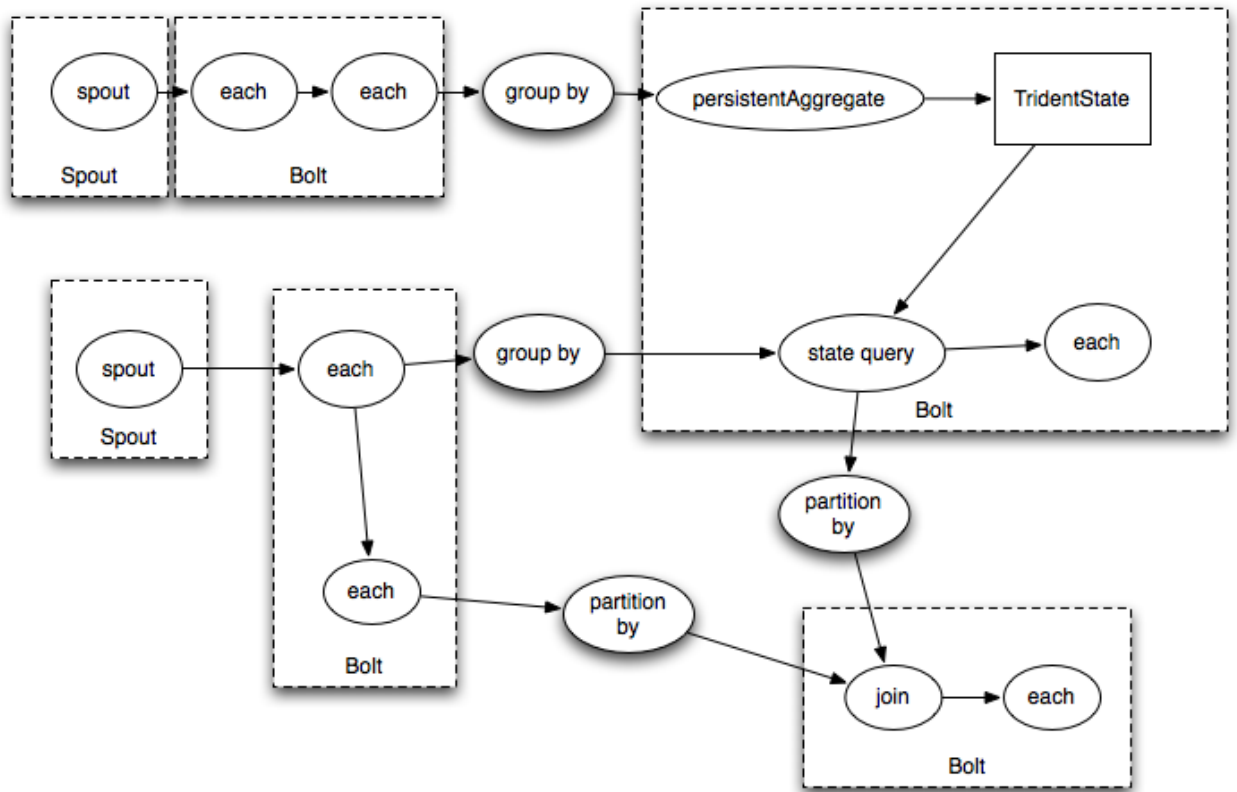 spout
each
each
group by
persistentAggregate
TridentState
Spout
Bolt
spout
each
group by
state query
each
Spout
Bolt
partition
by
each
partition
by
Bolt
join
each
Bolt